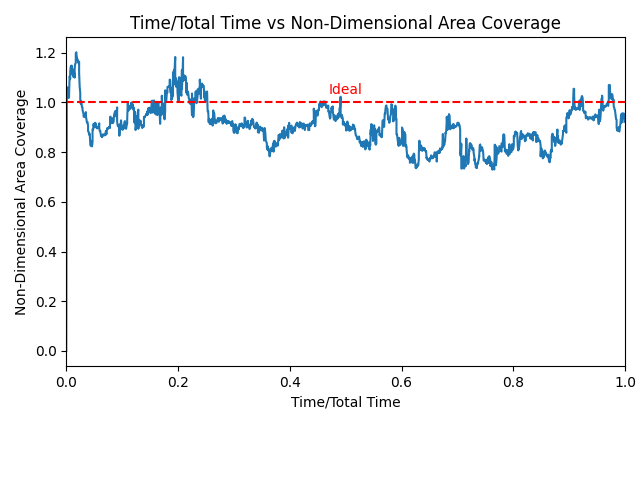 Time/Total Time vs Non-Dimensional Area Coverage
Non-Dimensional Area Coverage
1.2
1.0
0.8
0.6
0.4
0.2
0.0
Ideal
0.0 0.2 0.4 0.6 0.8 1.0
Time/Total Time